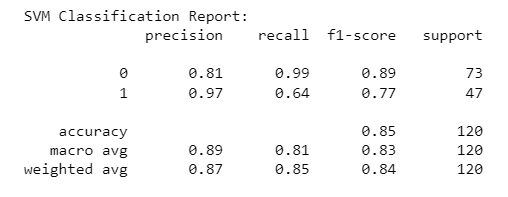 SVM Classification Report:
precision recall f1-score support
0 0.81 0.99 0.89 73
1 0.97 0.64 0.77 47
accuracy 0.85 120
macro avg 0.89 0.81 0.83 120
weighted avg 0.87 0.85 0.84 120